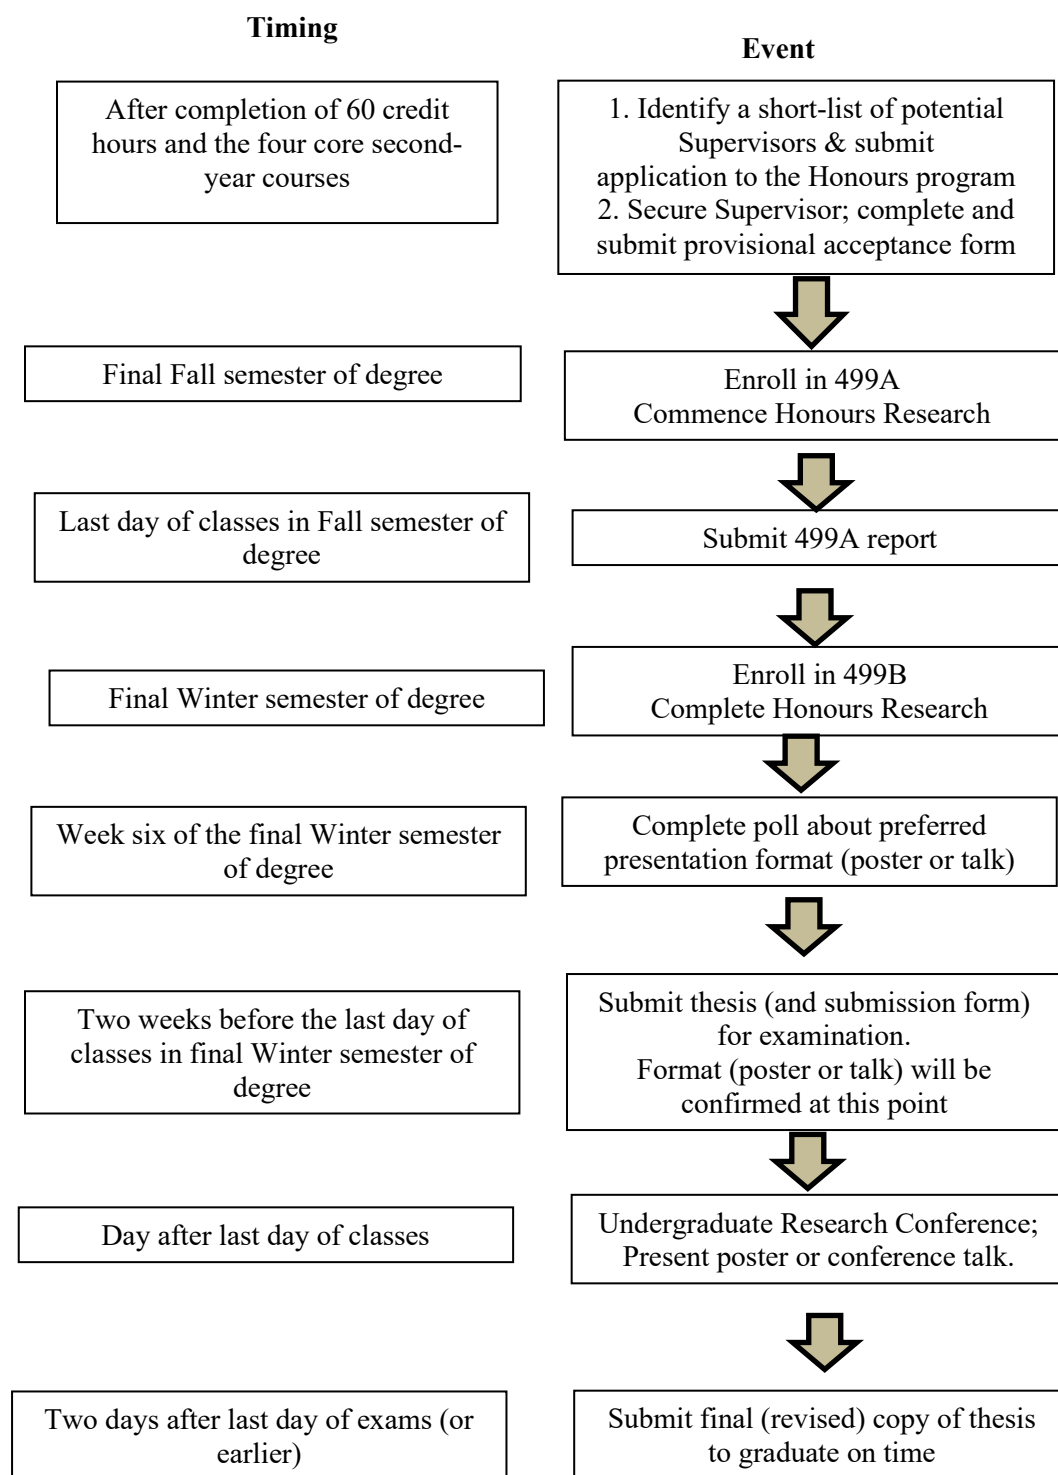 Timing
Event
After completion of 60 credit
hours and the four core second-
year courses
1. Identify a short-list of potential
Supervisors & submit
application to the Honours program
2. Secure Supervisor; complete and
submit provisional acceptance form
Final Fall semester of degree
Enroll in 499A
Commence Honours Research
Last day of classes in Fall semester of
degree
Submit 499A report
Final Winter semester of degree
Enroll in 499B
Complete Honours Research
Week six of the final Winter semester
of degree
Complete poll about preferred
presentation format (poster or talk)
Two weeks before the last day of
classes in final Winter semester of
degree
Submit thesis (and submission form)
for examination.
Format (poster or talk) will be
confirmed at this point
Day after last day of classes
Undergraduate Research Conference;
Present poster or conference talk.
Two days after last day of exams (or
earlier)
Submit final (revised) copy of thesis
to graduate on time